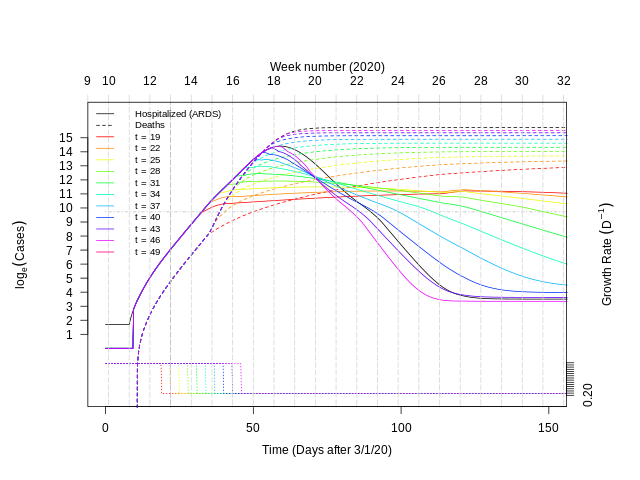 Week number (2020)
9 10 12 14 16 18 20 22 24 26 27 28 29 30 31 32
Hospitalized (ARDS)
Deaths
t = 19
t = 22
t = 25
t = 28
t = 31
t = 34
t = 37
t = 40
t = 43
t = 46
t = 49
15
14
13
12
11
10
9
8
7
6
5
4
3
2
1
logₑ(Cases)
Growth Rate (D⁻¹)
0.20
0 50 100 150
Time (Days after 3/1/20)